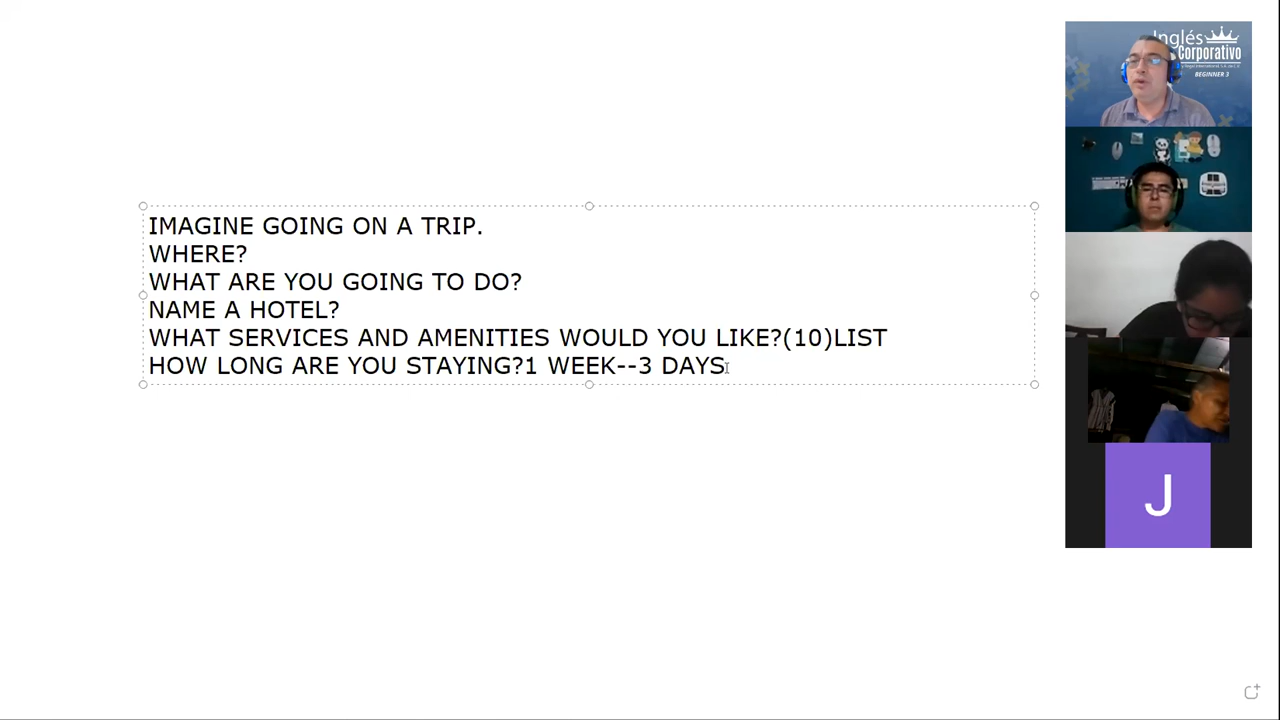 IMAGINE GOING ON A TRIP.
WHERE?
WHAT ARE YOU GOING TO DO?
NAME A HOTEL?
WHAT SERVICES AND AMENITIES WOULD YOU LIKE?(10)LIST
HOW LONG ARE YOU STAYING?1 WEEK--3 DAYS
Inglés
Corporativo
BEGINNER 3
J